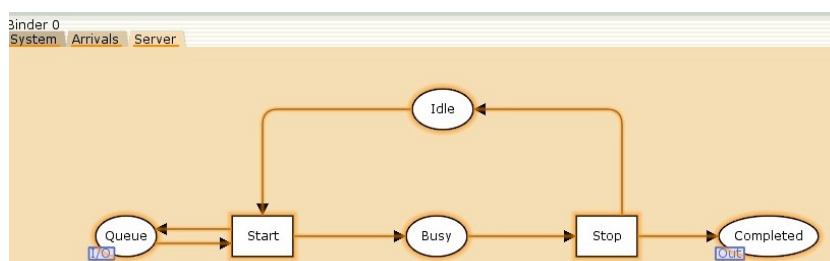 Binder 0
System Arrivals Server
Idle
Queue Start Busy Stop Completed
I/O Out